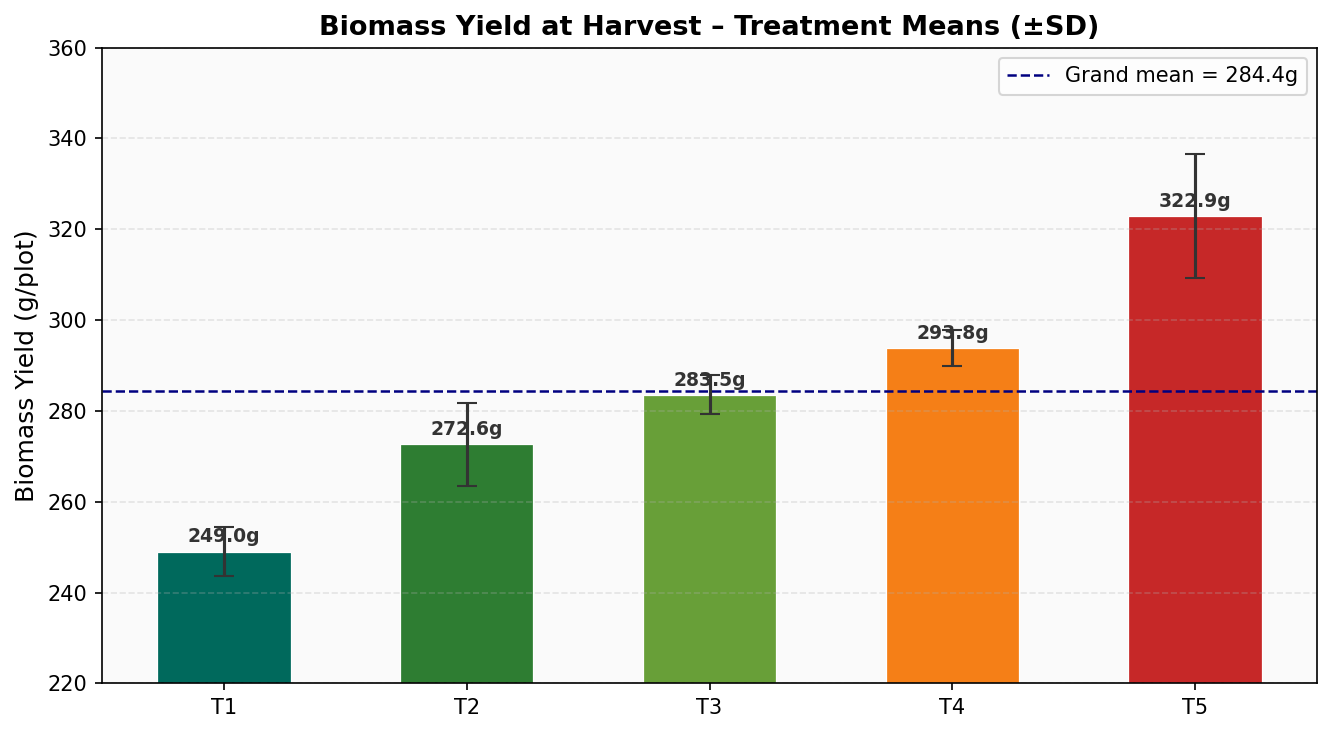 Biomass Yield at Harvest – Treatment Means (±SD)
Grand mean = 284.4g
Biomass Yield (g/plot)
360
340
320
300
280
260
240
220
249.0g
272.6g
283.5g
293.8g
322.9g
T1
T2
T3
T4
T5